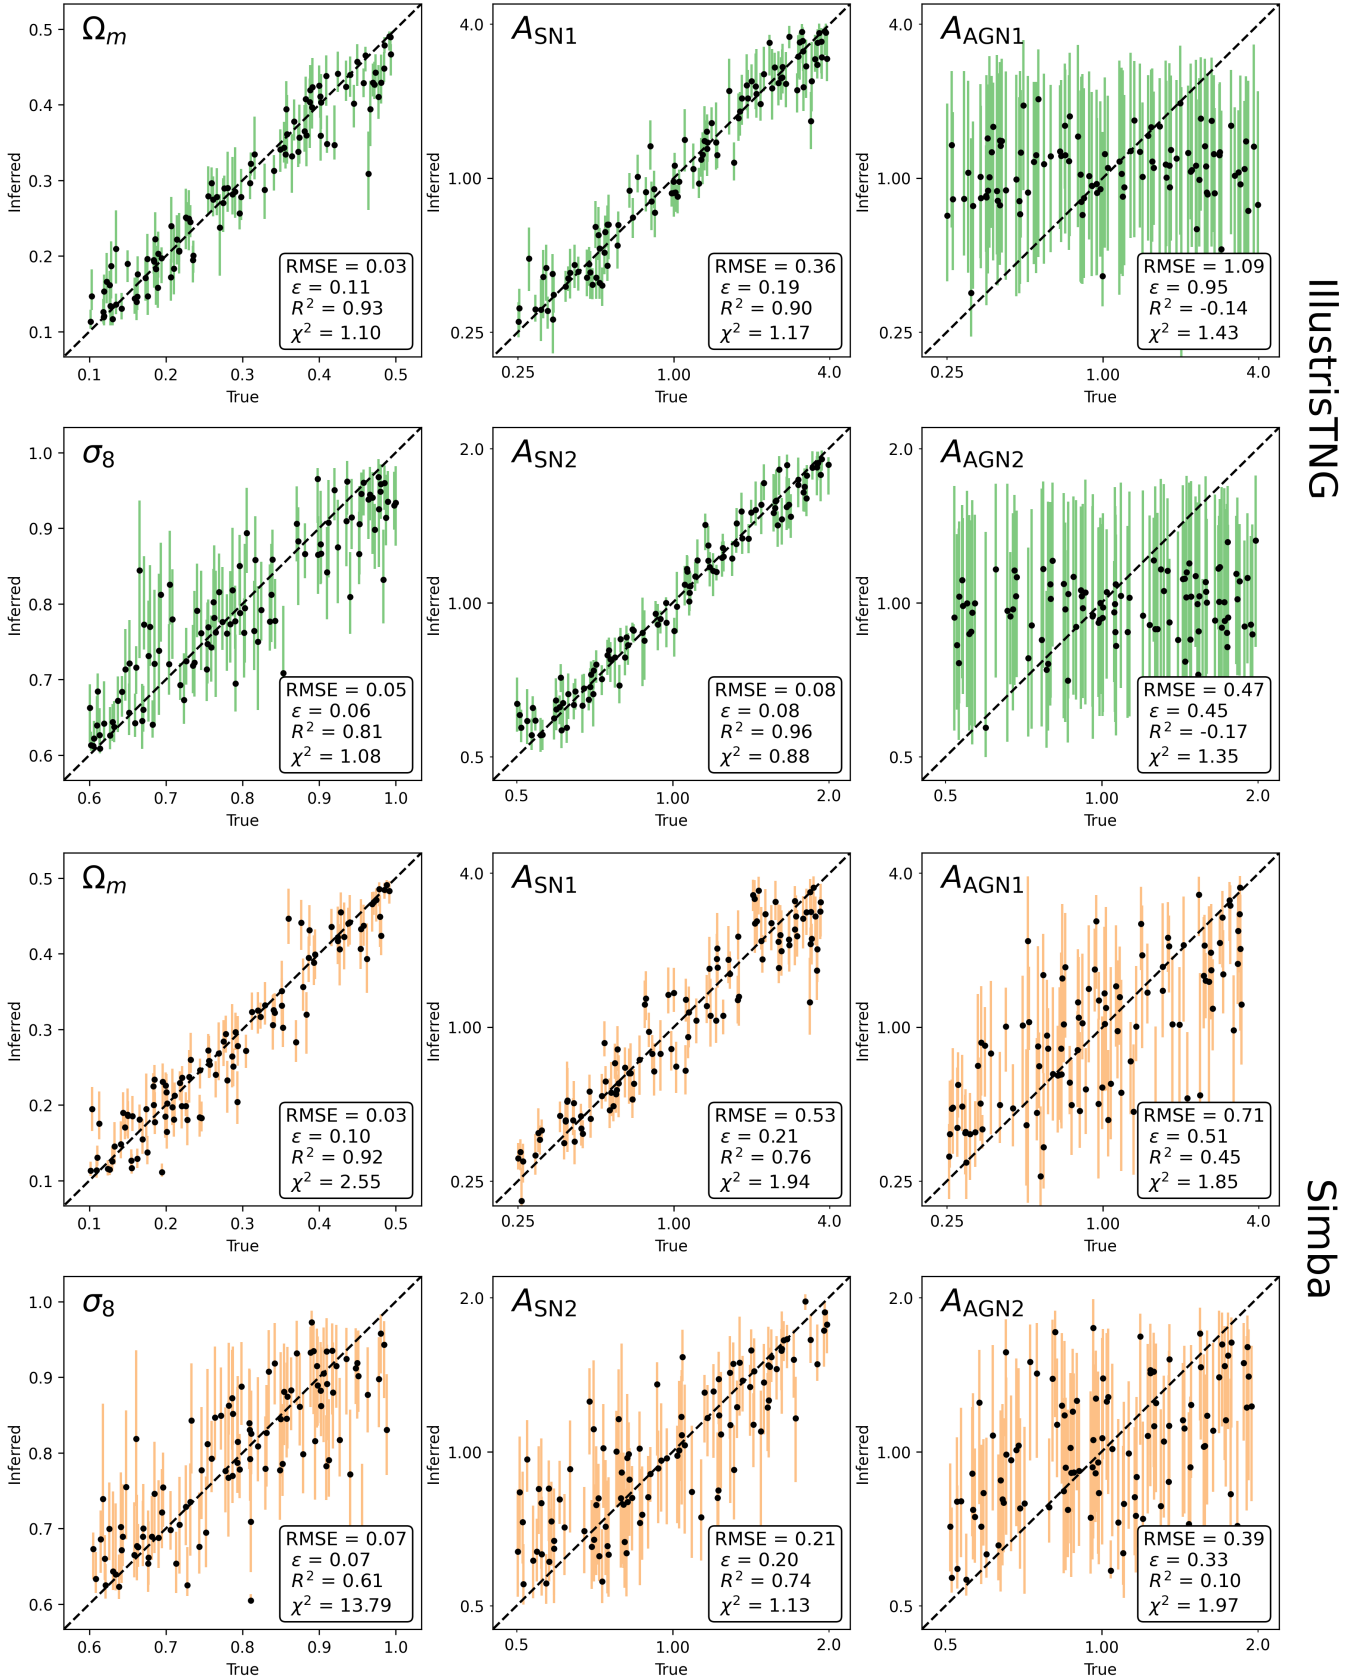 Ω_m
0.5
0.4
0.3
0.2
0.1
Inferred
RMSE = 0.03
ε = 0.11
R² = 0.93
χ² = 1.10
0.1 0.2 0.3 0.4 0.5
True
A_SN1
4.0
1.00
0.25
Inferred
RMSE = 0.36
ε = 0.19
R² = 0.90
χ² = 1.17
0.25 1.00 4.0
True
A_AGN1
4.0
1.00
0.25
Inferred
RMSE = 1.09
ε = 0.95
R² = -0.14
χ² = 1.43
0.25 1.00 4.0
True
IllustrisTNG
σ_8
1.0
0.9
0.8
0.7
0.6
Inferred
RMSE = 0.05
ε = 0.06
R² = 0.81
χ² = 1.08
0.6 0.7 0.8 0.9 1.0
True
A_SN2
2.0
1.00
0.5
Inferred
RMSE = 0.08
ε = 0.08
R² = 0.96
χ² = 0.88
0.5 1.00 2.0
True
A_AGN2
2.0
1.00
0.5
Inferred
RMSE = 0.47
ε = 0.45
R² = -0.17
χ² = 1.35
0.5 1.00 2.0
True
Ω_m
0.5
0.4
0.3
0.2
0.1
Inferred
RMSE = 0.03
ε = 0.10
R² = 0.92
χ² = 2.55
0.1 0.2 0.3 0.4 0.5
True
A_SN1
4.0
1.00
0.25
Inferred
RMSE = 0.53
ε = 0.21
R² = 0.76
χ² = 1.94
0.25 1.00 4.0
True
A_AGN1
4.0
1.00
0.25
Inferred
RMSE = 0.71
ε = 0.51
R² = 0.45
χ² = 1.85
0.25 1.00 4.0
True
Simba
σ_8
1.0
0.9
0.8
0.7
0.6
Inferred
RMSE = 0.07
ε = 0.07
R² = 0.61
χ² = 13.79
0.6 0.7 0.8 0.9 1.0
True
A_SN2
2.0
1.00
0.5
Inferred
RMSE = 0.21
ε = 0.20
R² = 0.74
χ² = 1.13
0.5 1.00 2.0
True
A_AGN2
2.0
1.00
0.5
Inferred
RMSE = 0.39
ε = 0.33
R² = 0.10
χ² = 1.97
0.5 1.00 2.0
True